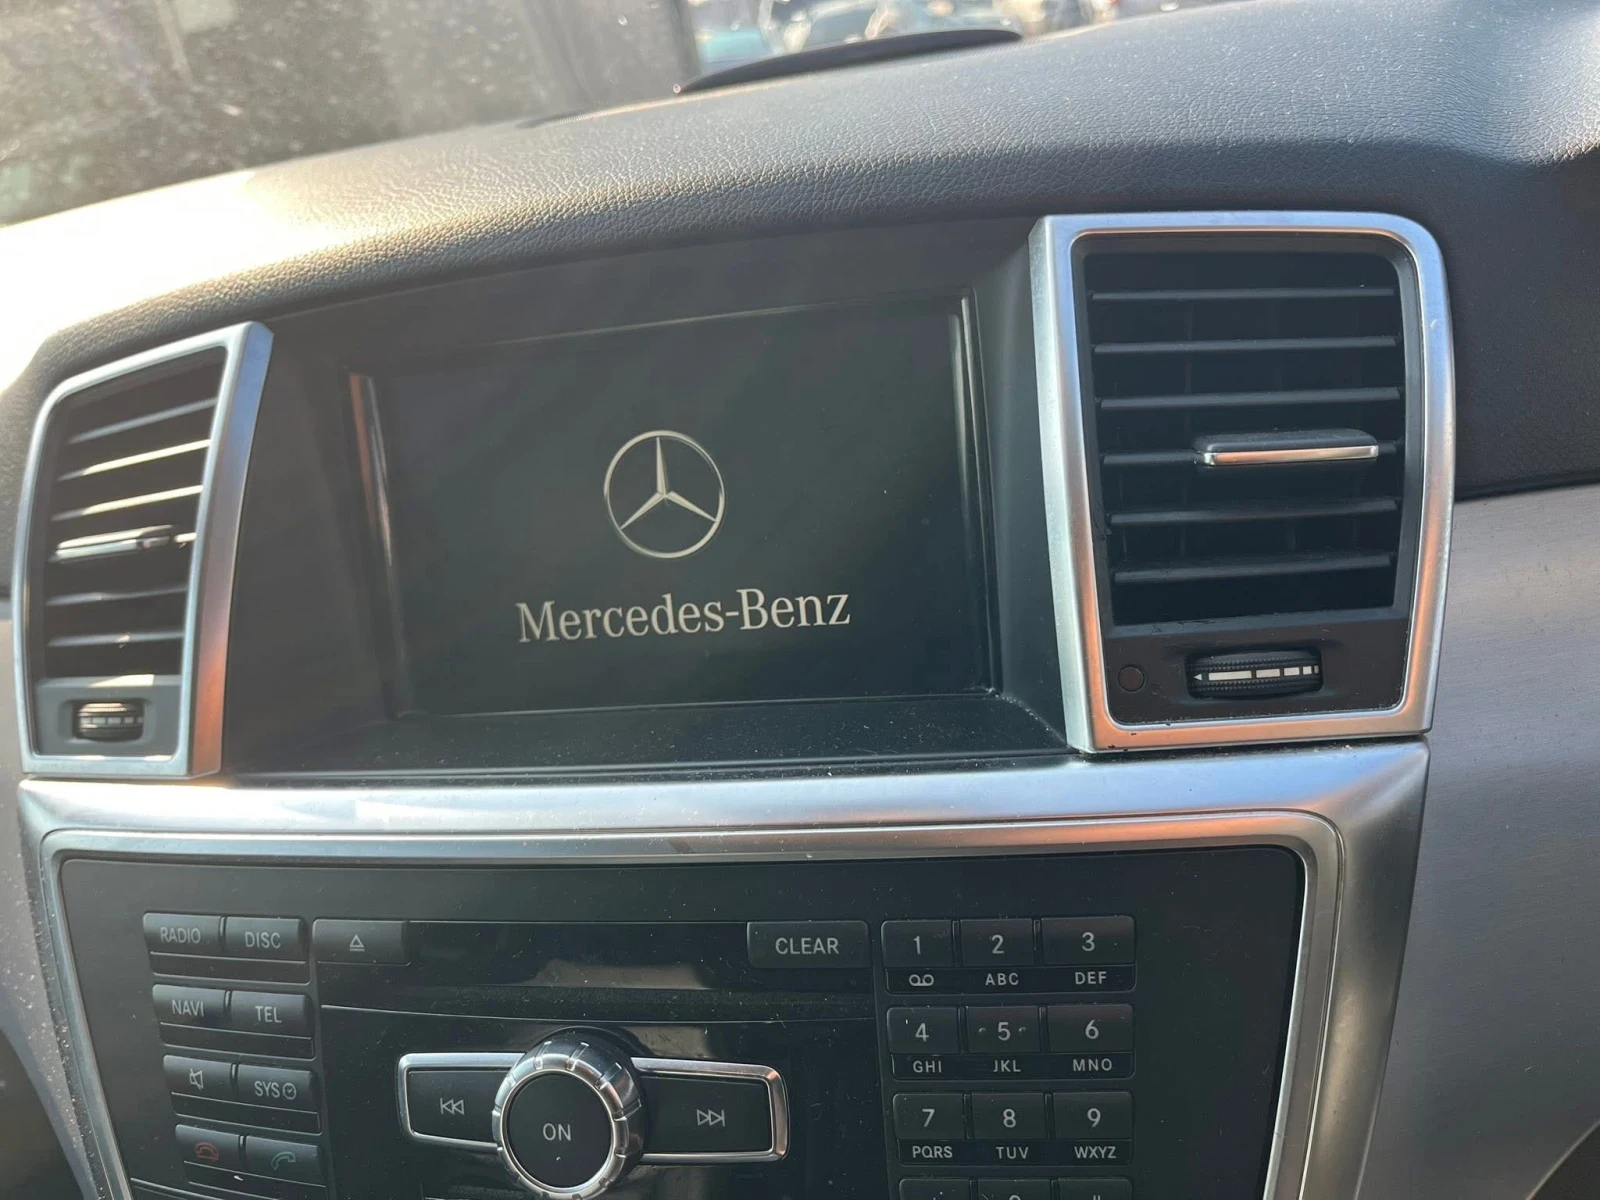 Mercedes-Benz
RADIO DISC CLEAR 1 2 3
ABC DEF
NAVI TEL 4 5 6
GHI JKL MNO
SYS
ON 7 8 9
PQRS TUV WXYZ